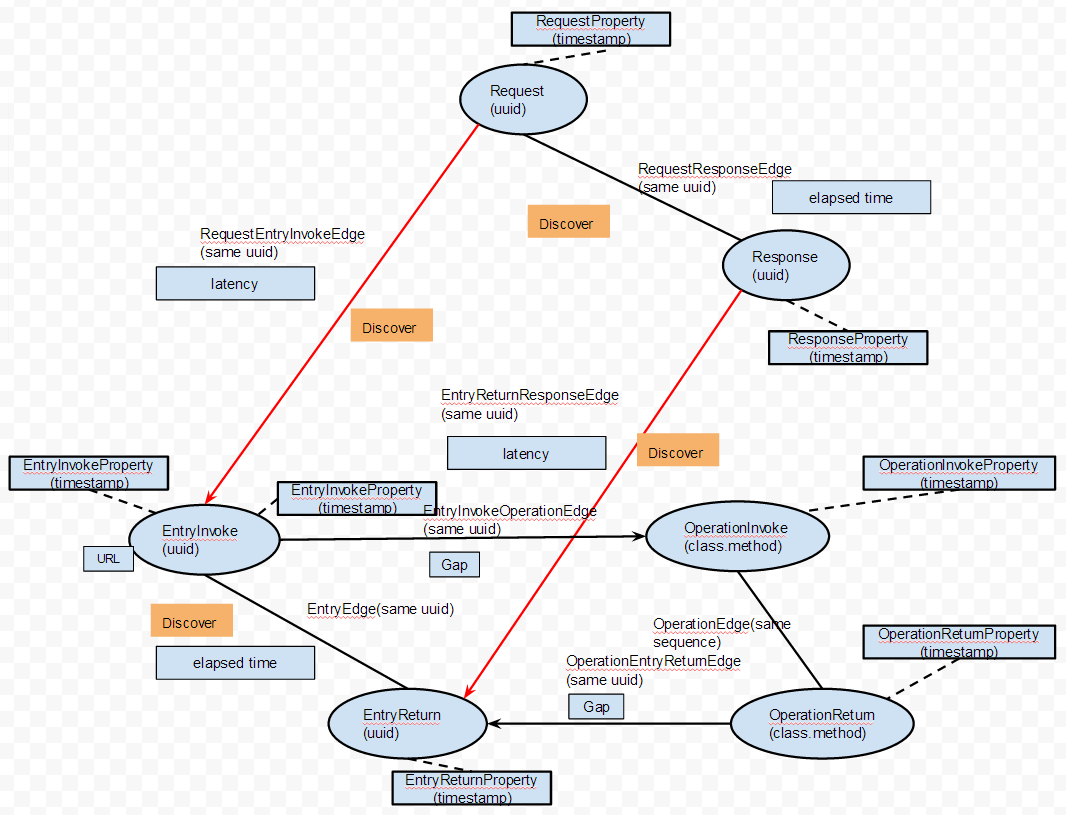 RequestProperty
(timestamp)
Request
(uuid)
RequestResponseEdge
(same uuid)
elapsed time
Discover
RequestEntryInvokeEdge
(same uuid)
latency
Response
(uuid)
Discover
ResponseProperty
(timestamp)
EntryReturnResponseEdge
(same uuid)
latency
Discover
EntryInvokeProperty
(timestamp)
EntryInvokeProperty
(timestamp)
OperationInvokeProperty
(timestamp)
EntryInvokeOperationEdge
(same uuid)
EntryInvoke
(uuid)
OperationInvoke
(class.method)
URL
Gap
EntryEdge(same uuid)
Discover
elapsed time
OperationEdge(same
sequence)
OperationReturnProperty
(timestamp)
OperationEntryReturnEdge
(same uuid)
Gap
EntryReturn
(uuid)
OperationReturn
(class.method)
EntryReturnProperty
(timestamp)